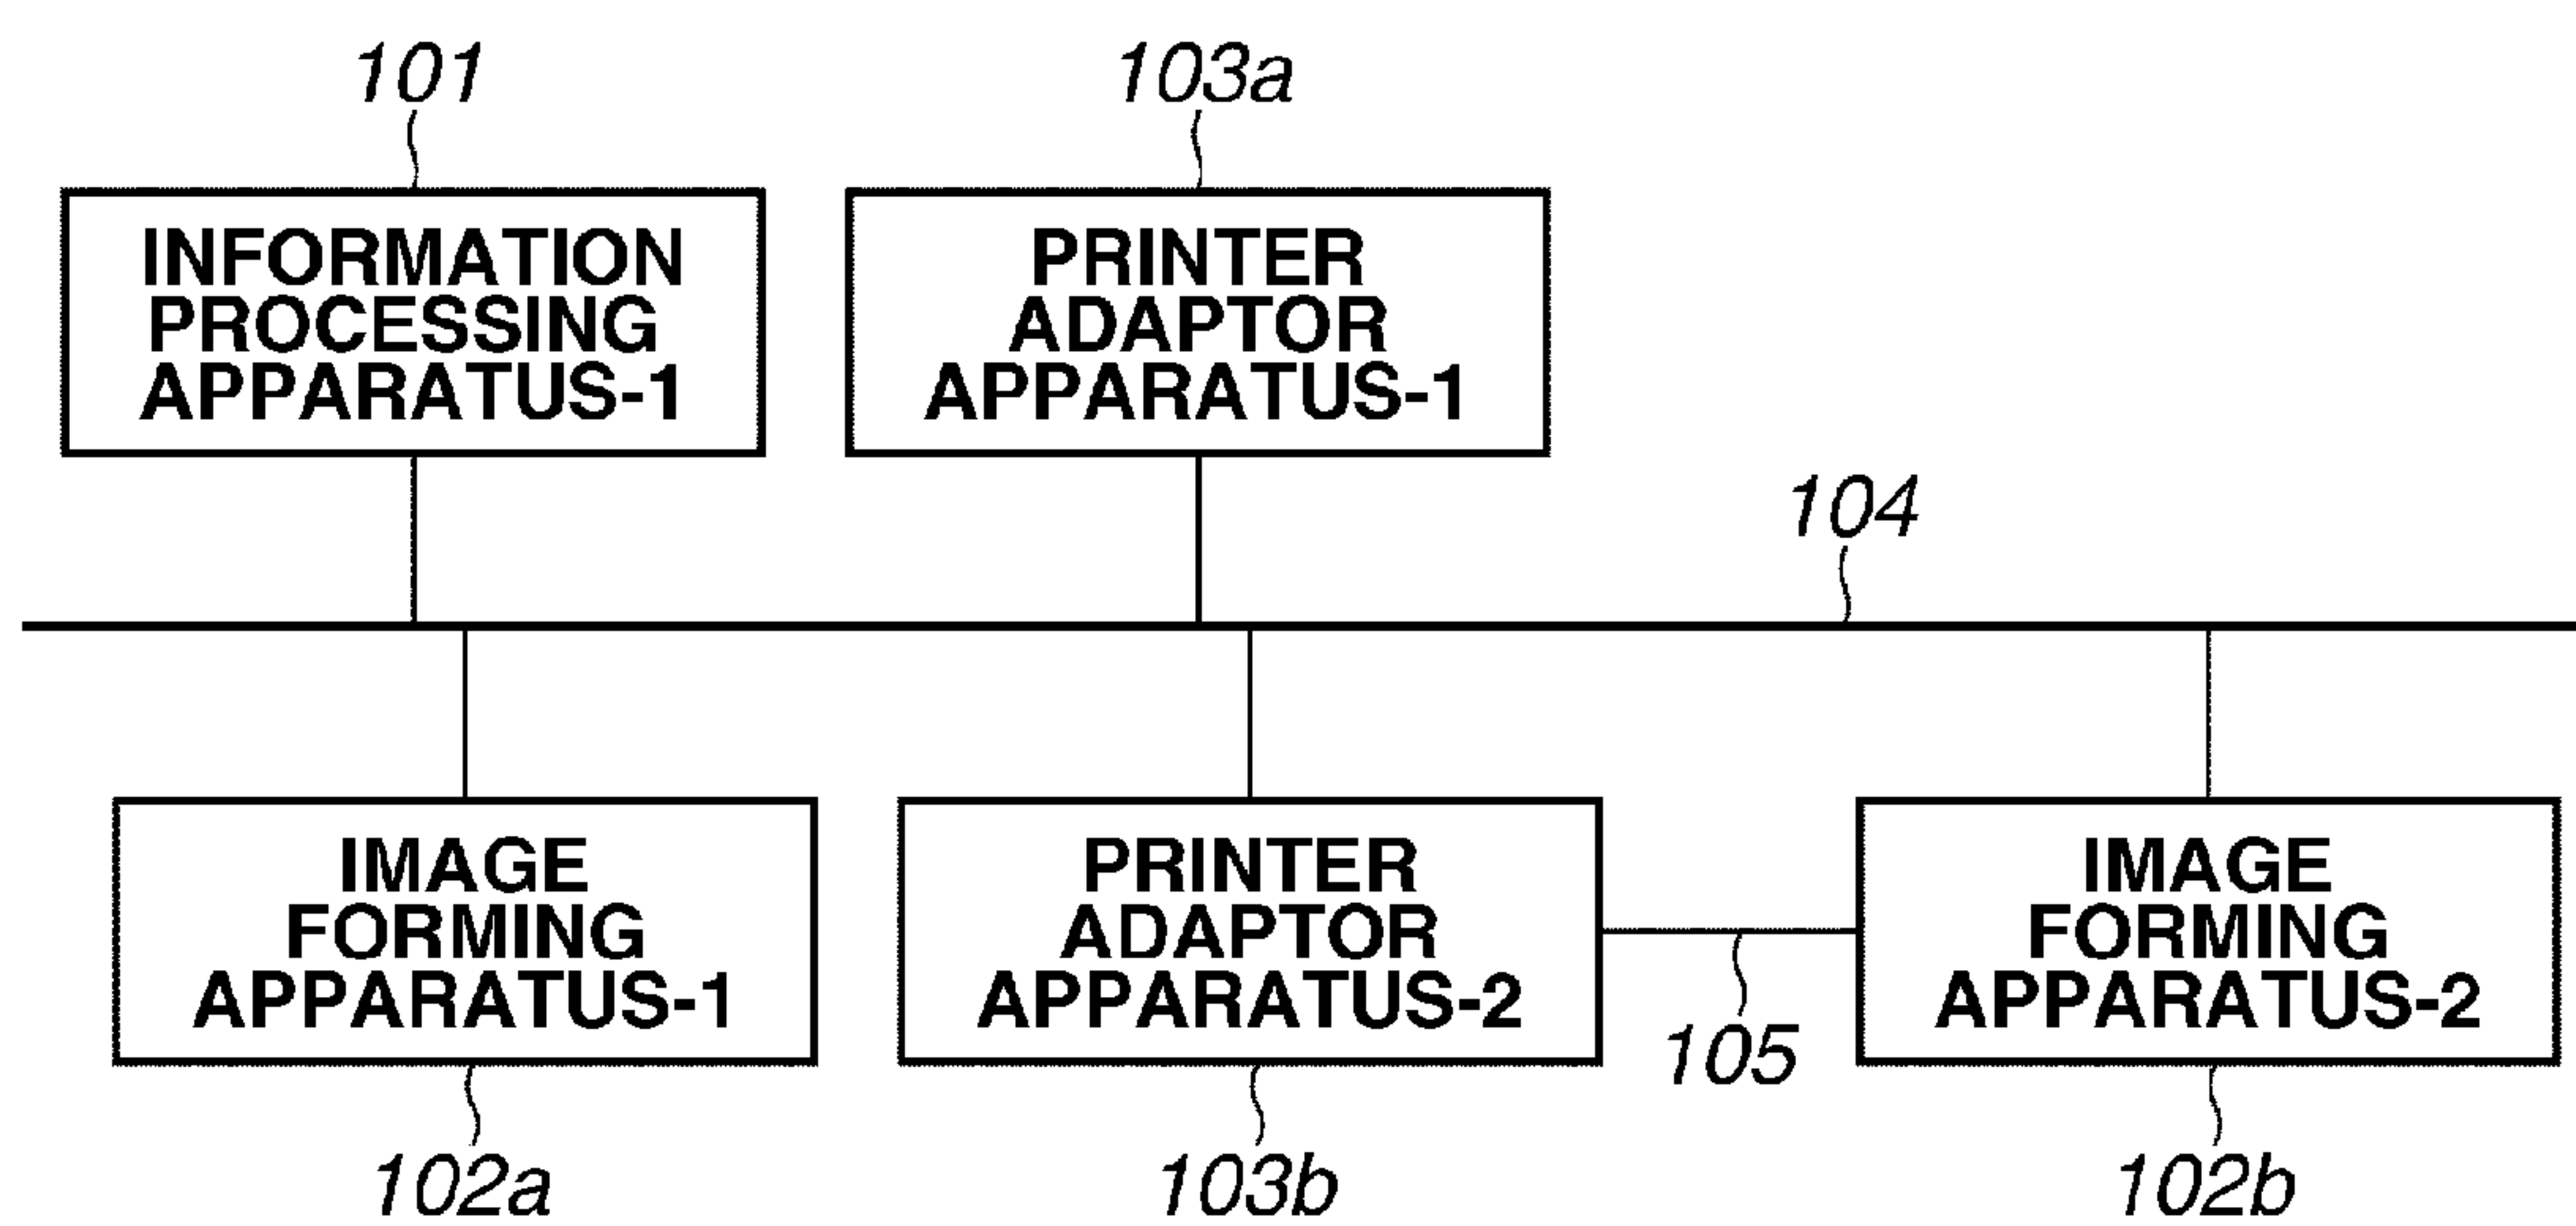 101
103a
INFORMATION
PROCESSING
APPARATUS-1
PRINTER
ADAPTOR
APPARATUS-1
104
IMAGE
FORMING
APPARATUS-1
PRINTER
ADAPTOR
APPARATUS-2
IMAGE
FORMING
APPARATUS-2
105
102a
103b
102b